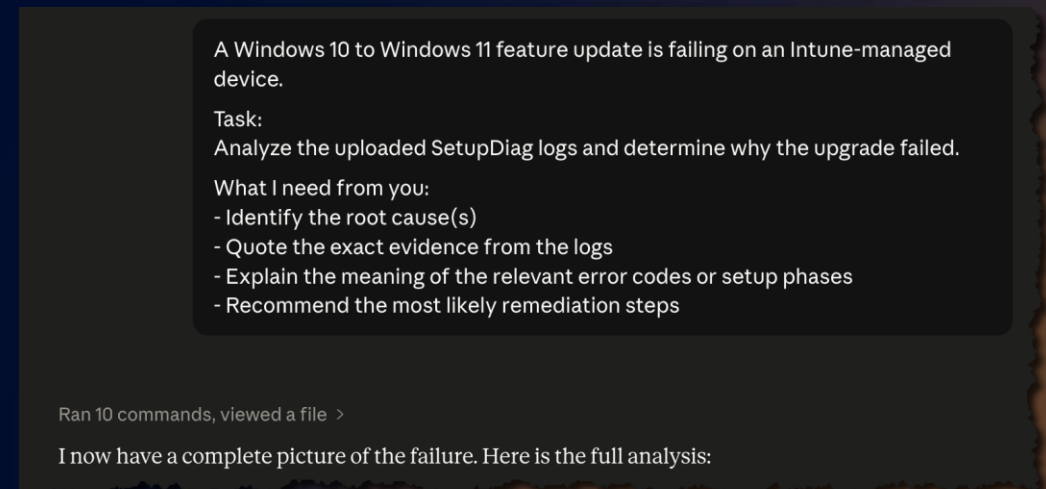 A Windows 10 to Windows 11 feature update is failing on an Intune-managed
device.
Task:
Analyze the uploaded SetupDiag logs and determine why the upgrade failed.
What I need from you:
- Identify the root cause(s)
- Quote the exact evidence from the logs
- Explain the meaning of the relevant error codes or setup phases
- Recommend the most likely remediation steps
Ran 10 commands, viewed a file >
I now have a complete picture of the failure. Here is the full analysis: